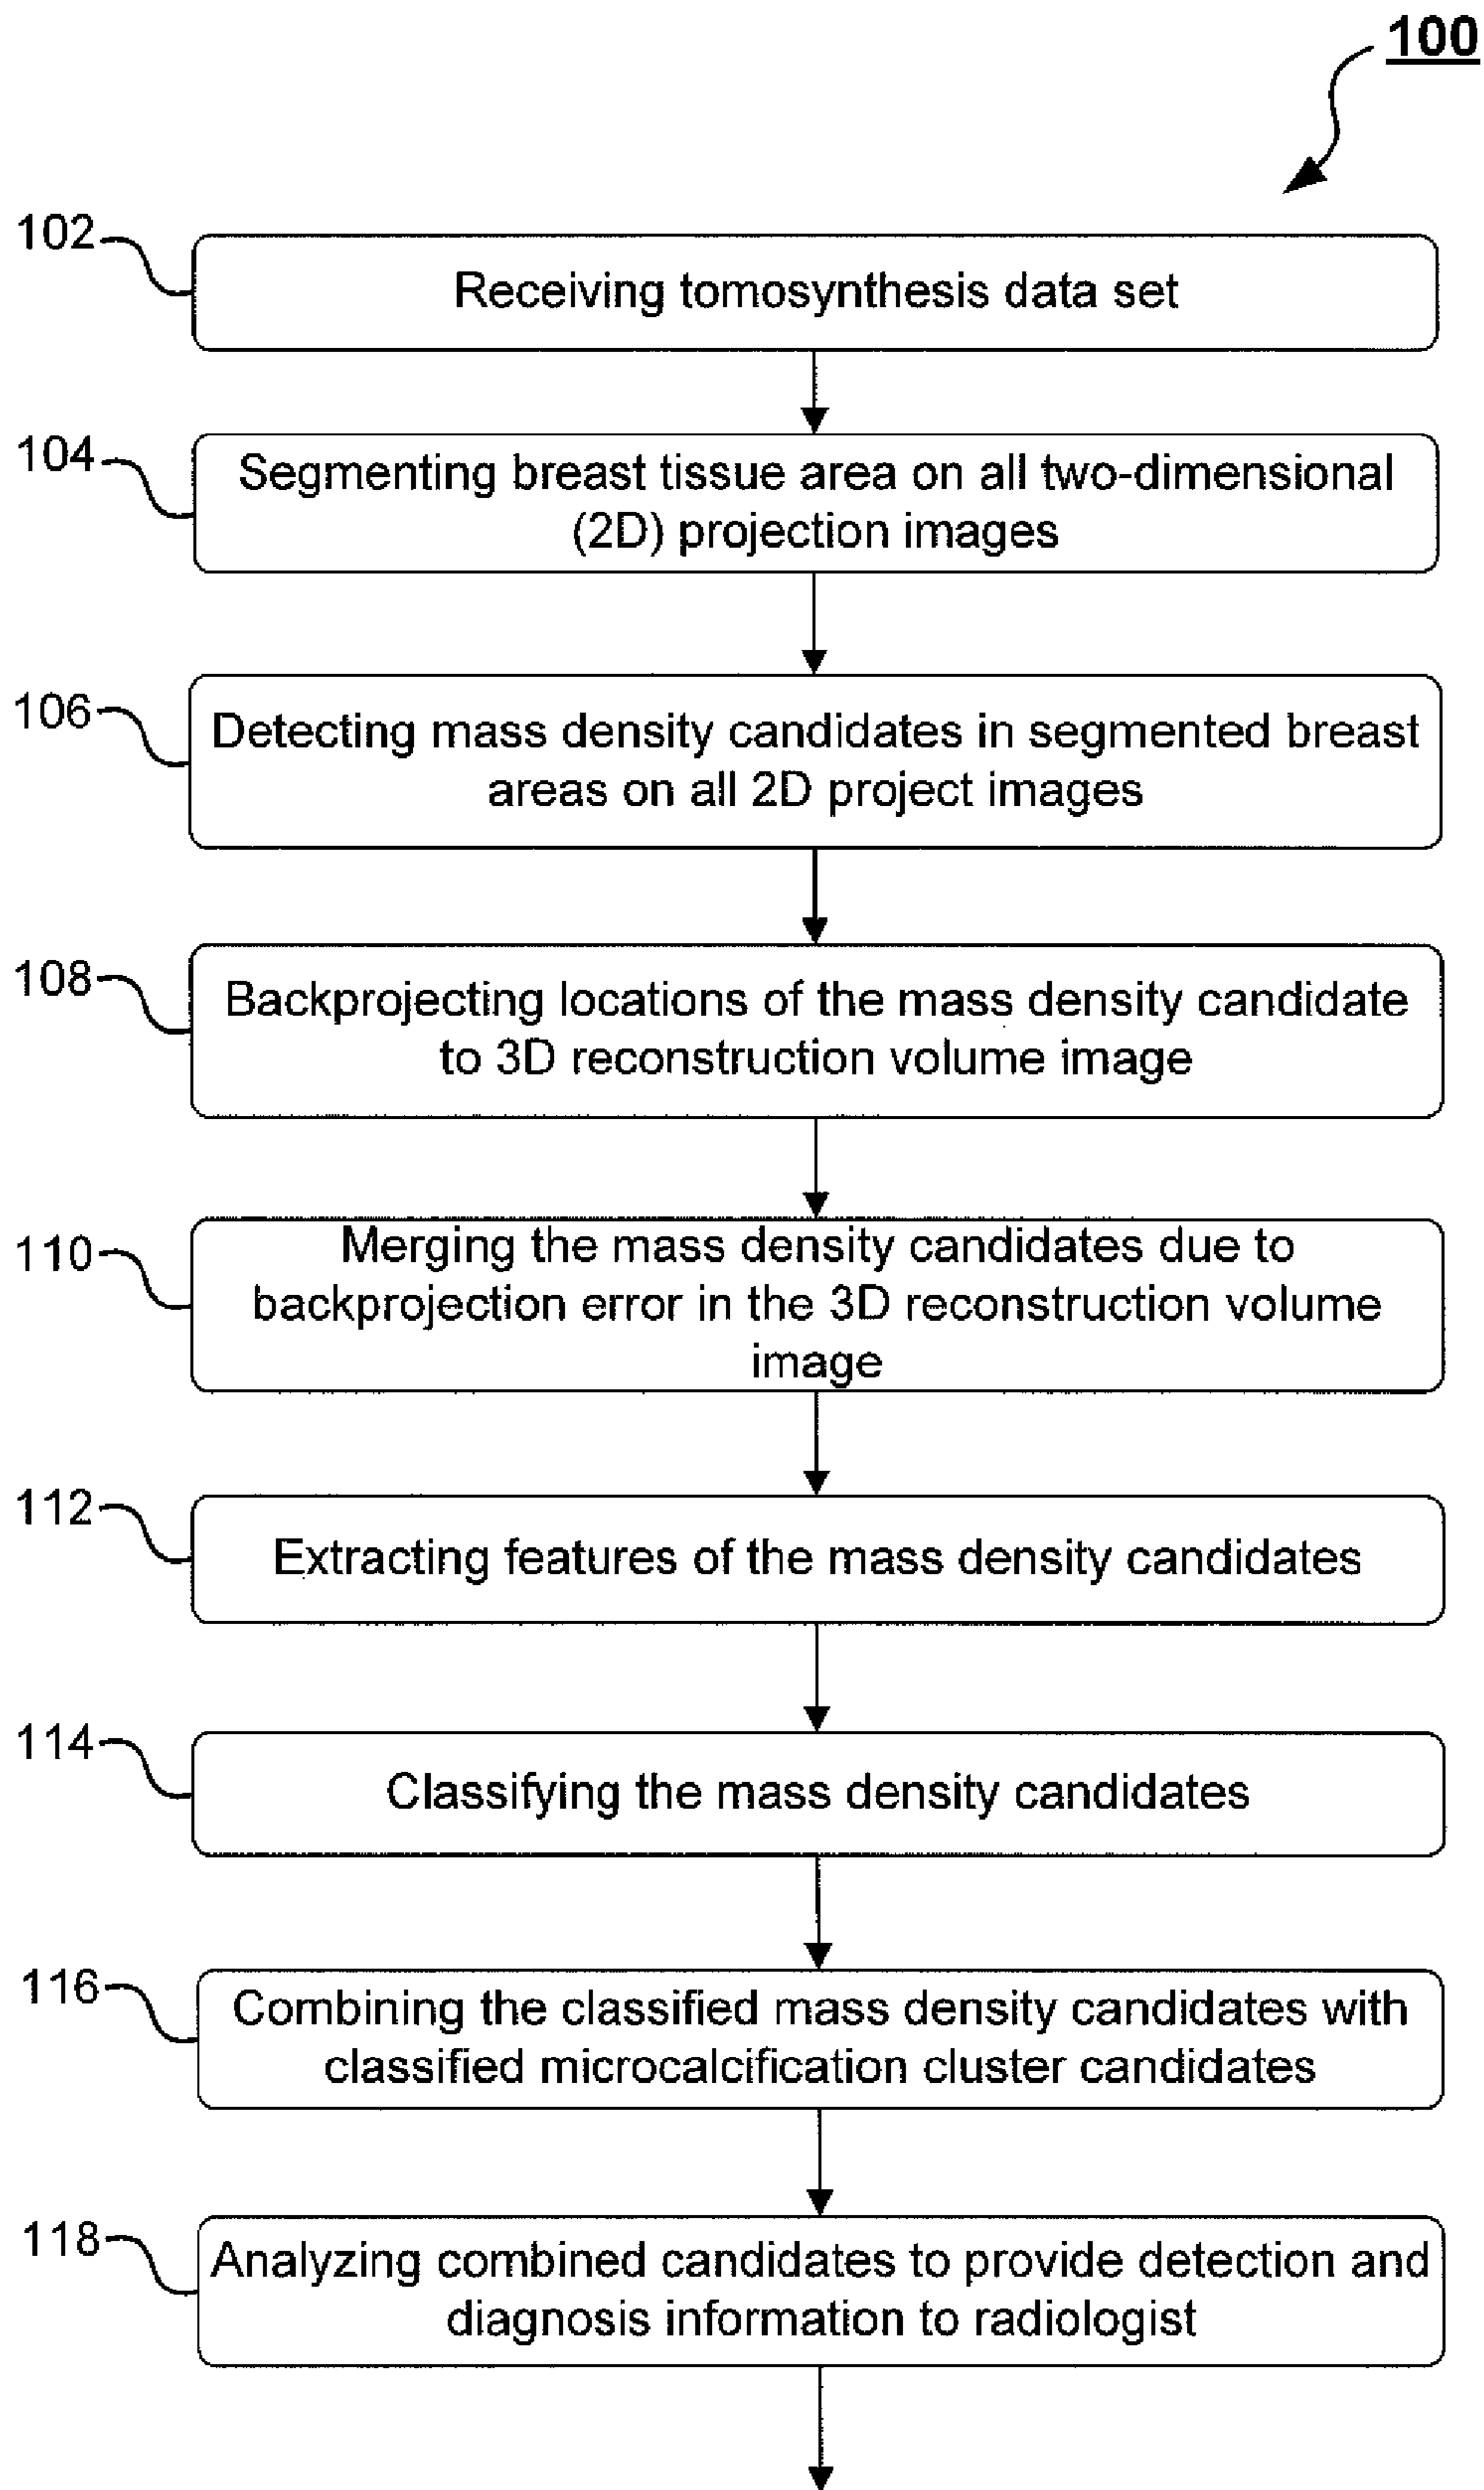 100
102
Receiving tomosynthesis data set
104
Segmenting breast tissue area on all two-dimensional
(2D) projection images
106
Detecting mass density candidates in segmented breast
areas on all 2D project images
108
Backprojecting locations of the mass density candidate
to 3D reconstruction volume image
110
Merging the mass density candidates due to
backprojection error in the 3D reconstruction volume
image
112
Extracting features of the mass density candidates
114
Classifying the mass density candidates
116
Combining the classified mass density candidates with
classified microcalcification cluster candidates
118
Analyzing combined candidates to provide detection and
diagnosis information to radiologist